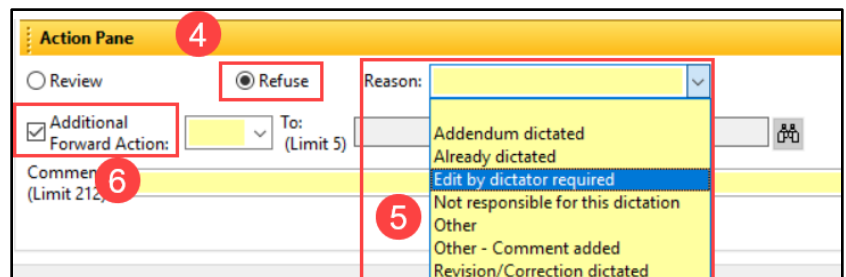 Action Pane
4
Review
Refuse
Reason:
Additional
Forward Action:
To:
(Limit 5)
Addendum dictated
Already dictated
Commen
6
(Limit 212)
Edit by dictator required
Not responsible for this dictation
5
Other
Other - Comment added
Revision/Correction dictated